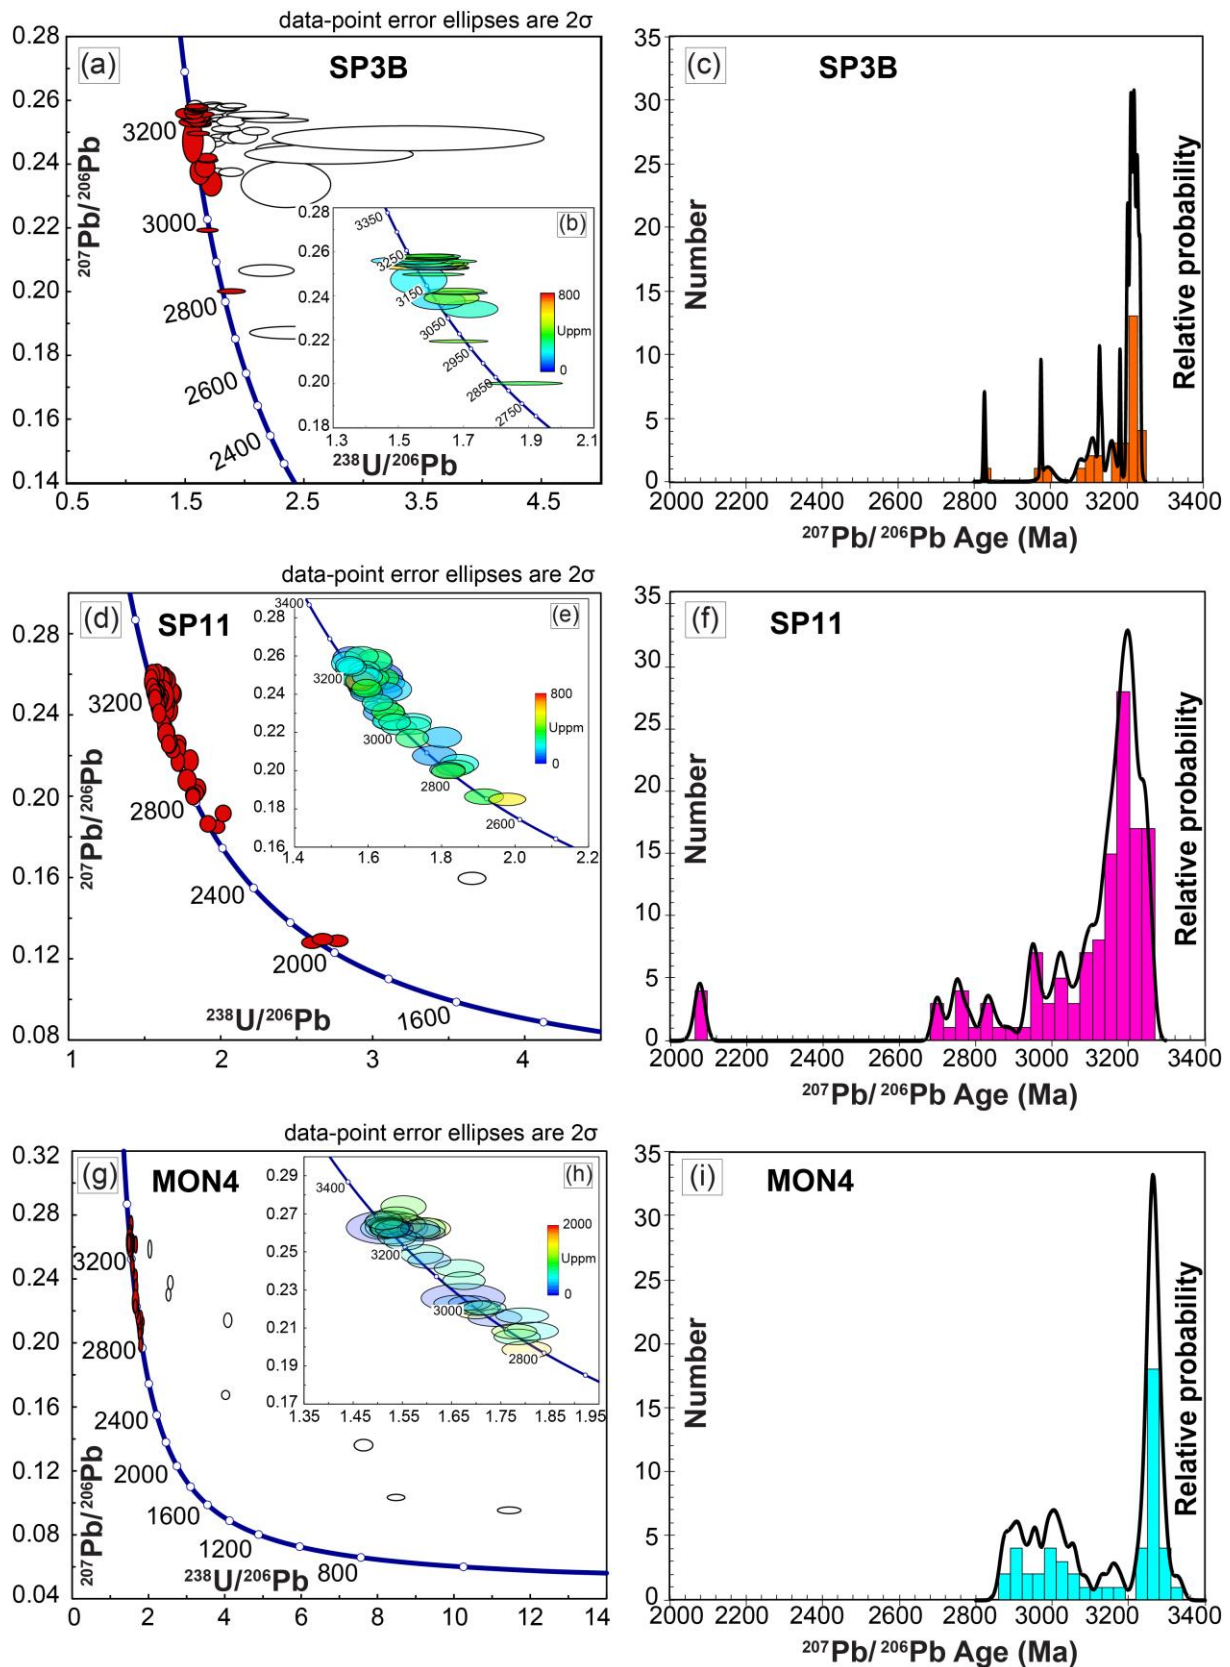 data-point error ellipses are 2σ
(a) SP3B
0.28
0.26
0.24
0.22
0.20
0.18
0.16
0.14
²⁰⁷Pb/²⁰⁶Pb
3200
3000
2800
2600
2400
0.5 1.5 2.5 3.5 4.5
(b)
0.28
0.26
0.24
0.22
0.20
0.18
3350
3250
3150
3050
2950
2850
2750
800
Uppm
0
1.3 1.5 1.7 1.9 2.1
²³⁸U/²⁰⁶Pb
(c) SP3B
35
30
25
20
15
10
5
0
Number
Relative probability
2000 2200 2400 2600 2800 3000 3200 3400
²⁰⁷Pb/²⁰⁶Pb Age (Ma)
data-point error ellipses are 2σ
(d) SP11
0.28
0.24
0.20
0.16
0.12
0.08
²⁰⁷Pb/²⁰⁶Pb
3200
2800
2400
2000
1600
²³⁸U/²⁰⁶Pb
1 2 3 4
(e)
0.28
0.26
0.24
0.22
0.20
0.18
0.16
3400
3200
3000
2800
2600
800
Uppm
0
1.4 1.6 1.8 2.0 2.2
(f) SP11
35
30
25
20
15
10
5
0
Number
Relative probability
2000 2200 2400 2600 2800 3000 3200 3400
²⁰⁷Pb/²⁰⁶Pb Age (Ma)
data-point error ellipses are 2σ
(g) MON4
0.32
0.28
0.24
0.20
0.16
0.12
0.08
0.04
²⁰⁷Pb/²⁰⁶Pb
3200
2800
2400
2000
1600
1200
800
²³⁸U/²⁰⁶Pb
0 2 4 6 8 10 12 14
(h)
0.29
0.27
0.25
0.23
0.21
0.19
0.17
3400
3200
3000
2800
2000
Uppm
0
1.35 1.45 1.55 1.65 1.75 1.85 1.95
(i) MON4
35
30
25
20
15
10
5
0
Number
Relative probability
2000 2200 2400 2600 2800 3000 3200 3400
²⁰⁷Pb/²⁰⁶Pb Age (Ma)